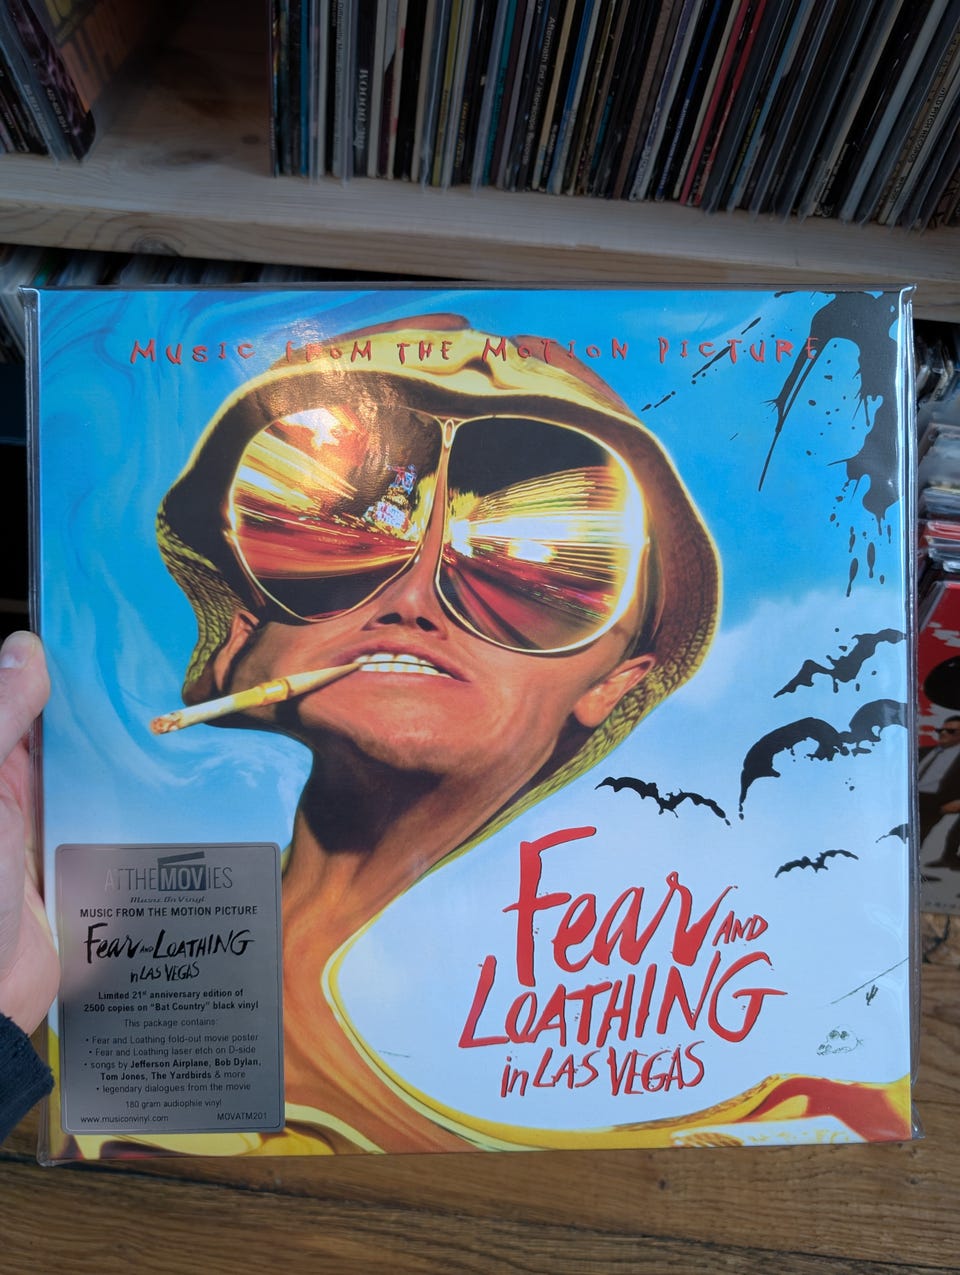 MUSIC FROM THE MOTION PICTURE
Fear AND
LOATHING
in LAS VEGAS
AT THE MOVIES
Music On Vinyl
MUSIC FROM THE MOTION PICTURE
Fear AND LOATHING
in LAS VEGAS
Limited 21st anniversary edition of
2500 copies on "Bat Country" black vinyl
This package contains:
• Fear and Loathing fold-out movie poster
• Fear and Loathing laser etch on D-side
• songs by Jefferson Airplane, Bob Dylan,
Tom Jones, The Yardbirds & more
• legendary dialogues from the movie
180 gram audiophile vinyl
www.musiconvinyl.com MOVATM201